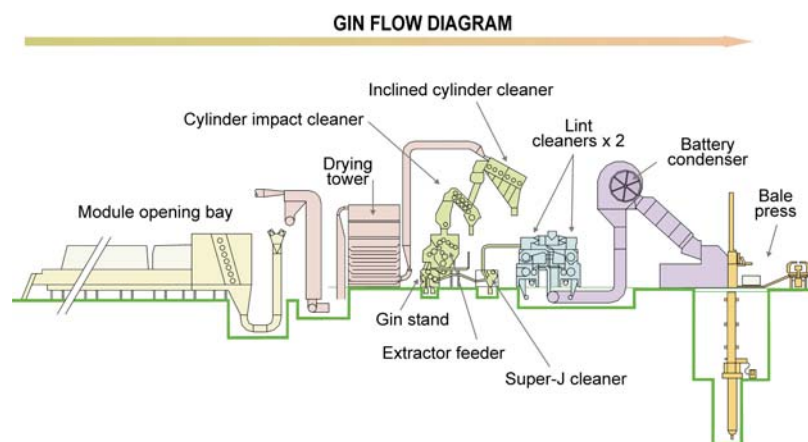 GIN FLOW DIAGRAM
Inclined cylinder cleaner
Cylinder impact cleaner
Lint
cleaners x 2
Battery
condenser
Drying
tower
Bale
press
Module opening bay
Gin stand
Extractor feeder
Super-J cleaner